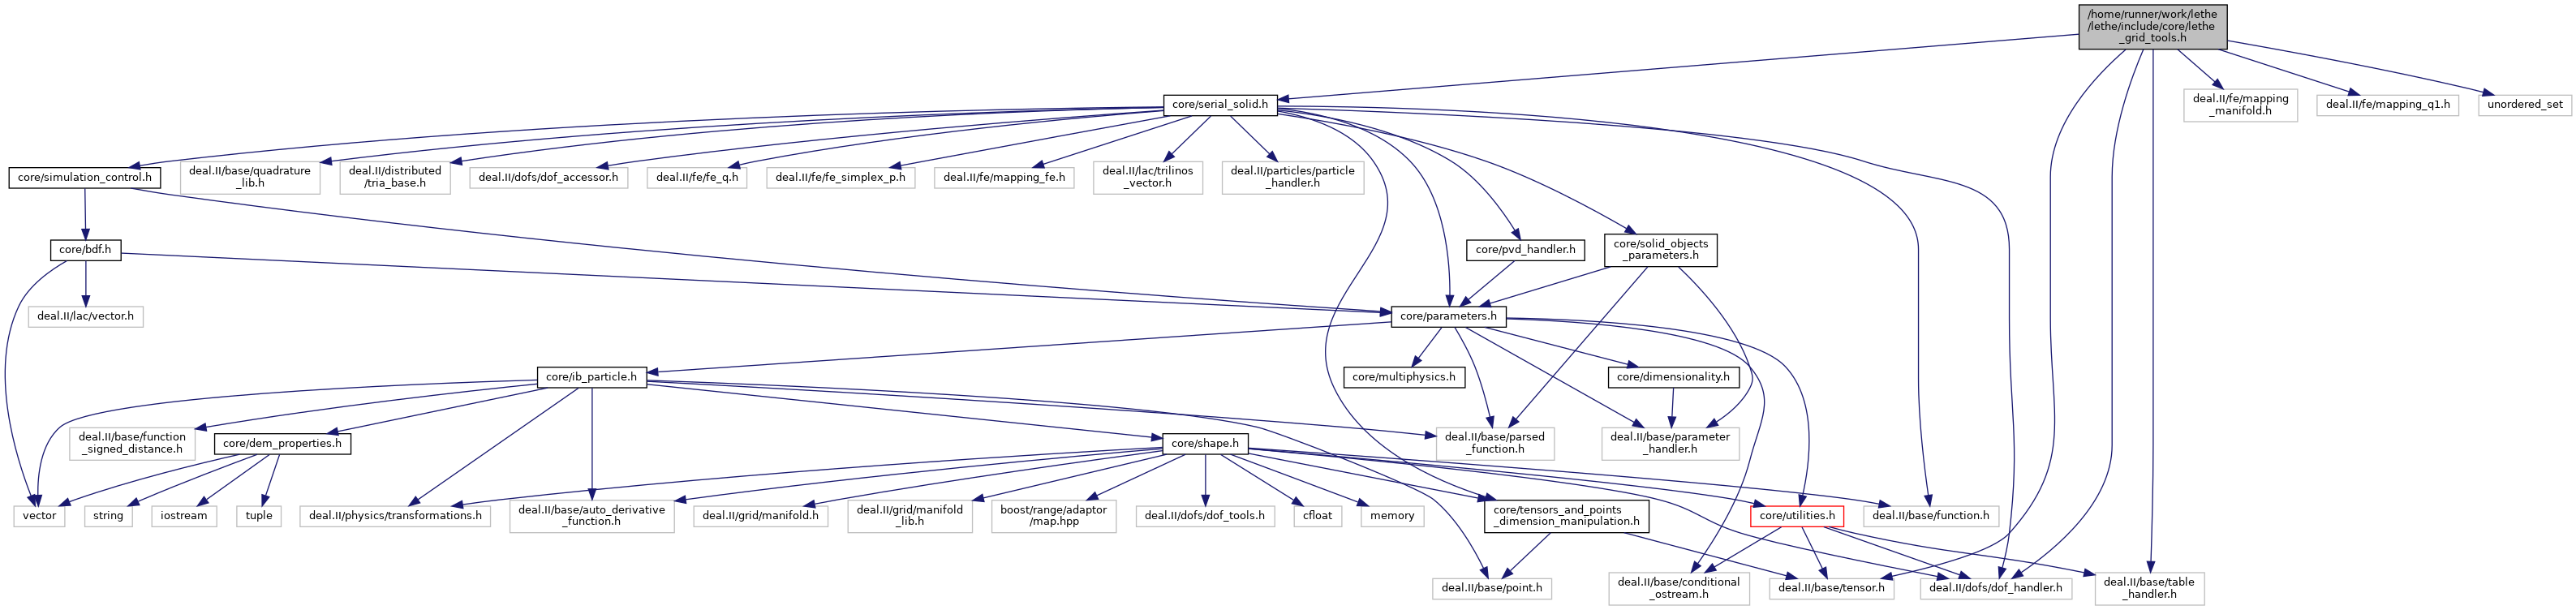 /home/runner/work/lethe
/lethe/include/core/lethe
_grid_tools.h
core/serial_solid.h
deal.II/fe/mapping
_manifold.h
deal.II/fe/mapping_q1.h
unordered_set
core/simulation_control.h
deal.II/base/quadrature
_lib.h
deal.II/distributed
/tria_base.h
deal.II/dofs/dof_accessor.h
deal.II/fe/fe_q.h
deal.II/fe/fe_simplex_p.h
deal.II/fe/mapping_fe.h
deal.II/lac/trilinos
_vector.h
deal.II/particles/particle
_handler.h
core/bdf.h
core/pvd_handler.h
core/solid_objects
_parameters.h
deal.II/lac/vector.h
core/parameters.h
core/ib_particle.h
core/multiphysics.h
core/dimensionality.h
deal.II/base/function
_signed_distance.h
core/dem_properties.h
core/shape.h
deal.II/base/parsed
_function.h
deal.II/base/parameter
_handler.h
vector
string
iostream
tuple
deal.II/physics/transformations.h
deal.II/base/auto_derivative
_function.h
deal.II/grid/manifold.h
deal.II/grid/manifold
_lib.h
boost/range/adaptor
/map.hpp
deal.II/dofs/dof_tools.h
cfloat
memory
core/tensors_and_points
_dimension_manipulation.h
core/utilities.h
deal.II/base/function.h
deal.II/base/point.h
deal.II/base/conditional
_ostream.h
deal.II/base/tensor.h
deal.II/dofs/dof_handler.h
deal.II/base/table
_handler.h